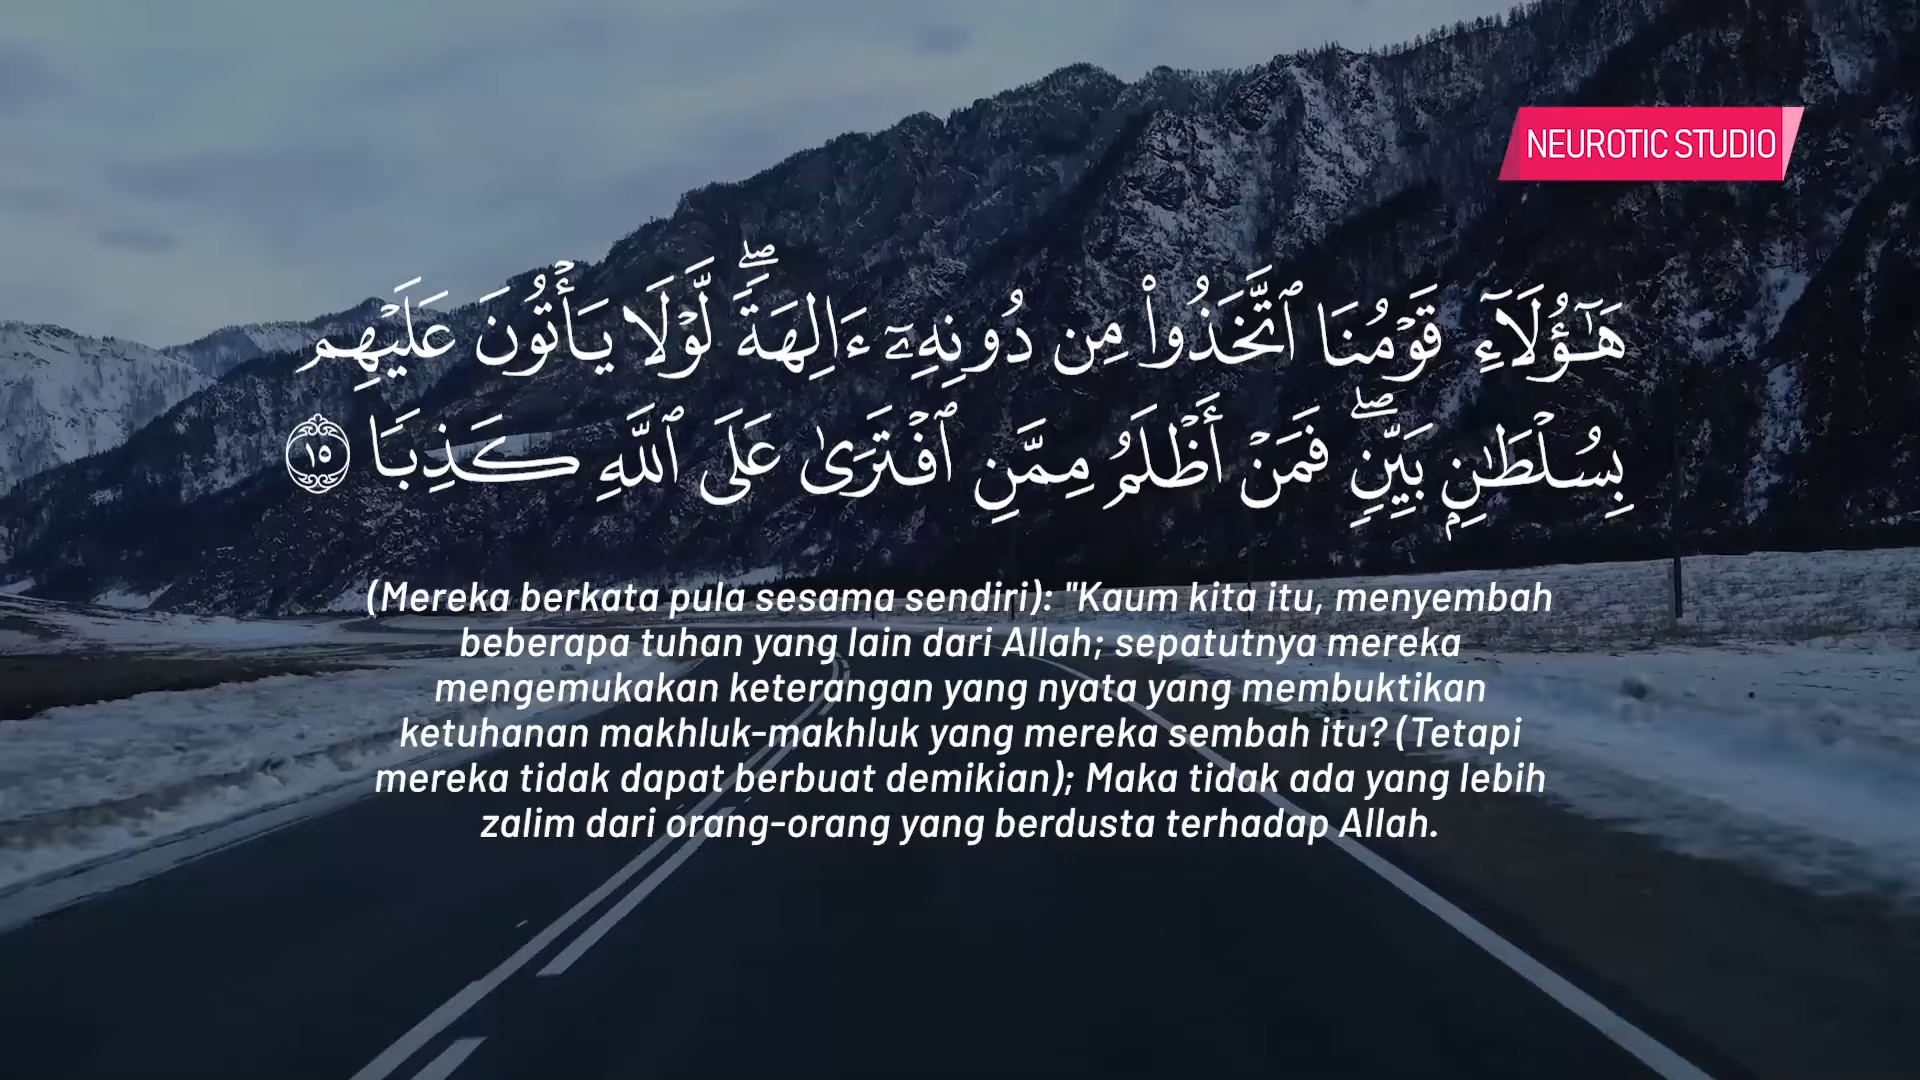 NEUROTIC STUDIO
هَٰٓؤُلَآءِ قَوْمُنَا ٱتَّخَذُوا۟ مِن دُونِهِۦٓ ءَالِهَةًۖ لَّوْلَا يَأْتُونَ عَلَيْهِم
بِسُلْطَٰنٍۭ بَيِّنٍۖ فَمَنْ أَظْلَمُ مِمَّنِ ٱفْتَرَىٰ عَلَى ٱللَّهِ كَذِبًا ١٥
(Mereka berkata pula sesama sendiri): "Kaum kita itu, menyembah
beberapa tuhan yang lain dari Allah; sepatutnya mereka
mengemukakan keterangan yang nyata yang membuktikan
ketuhanan makhluk-makhluk yang mereka sembah itu? (Tetapi
mereka tidak dapat berbuat demikian); Maka tidak ada yang lebih
zalim dari orang-orang yang berdusta terhadap Allah.